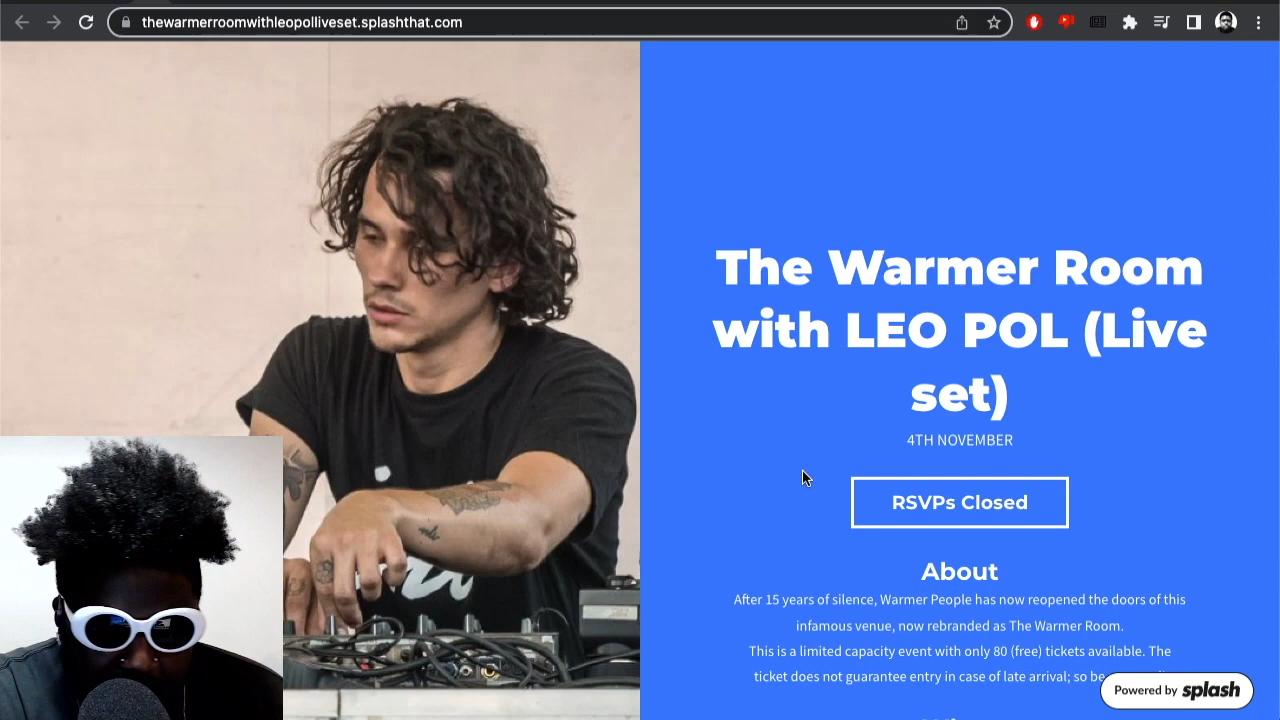 thewarmerroomwithleopolliveset.splashthat.com
The Warmer Room
with LEO POL (Live
set)
4TH NOVEMBER
RSVPs Closed
About
After 15 years of silence, Warmer People has now reopened the doors of this
infamous venue, now rebranded as The Warmer Room.
This is a limited capacity event with only 80 (free) tickets available. The
ticket does not guarantee entry in case of late arrival; so be
Powered by splash